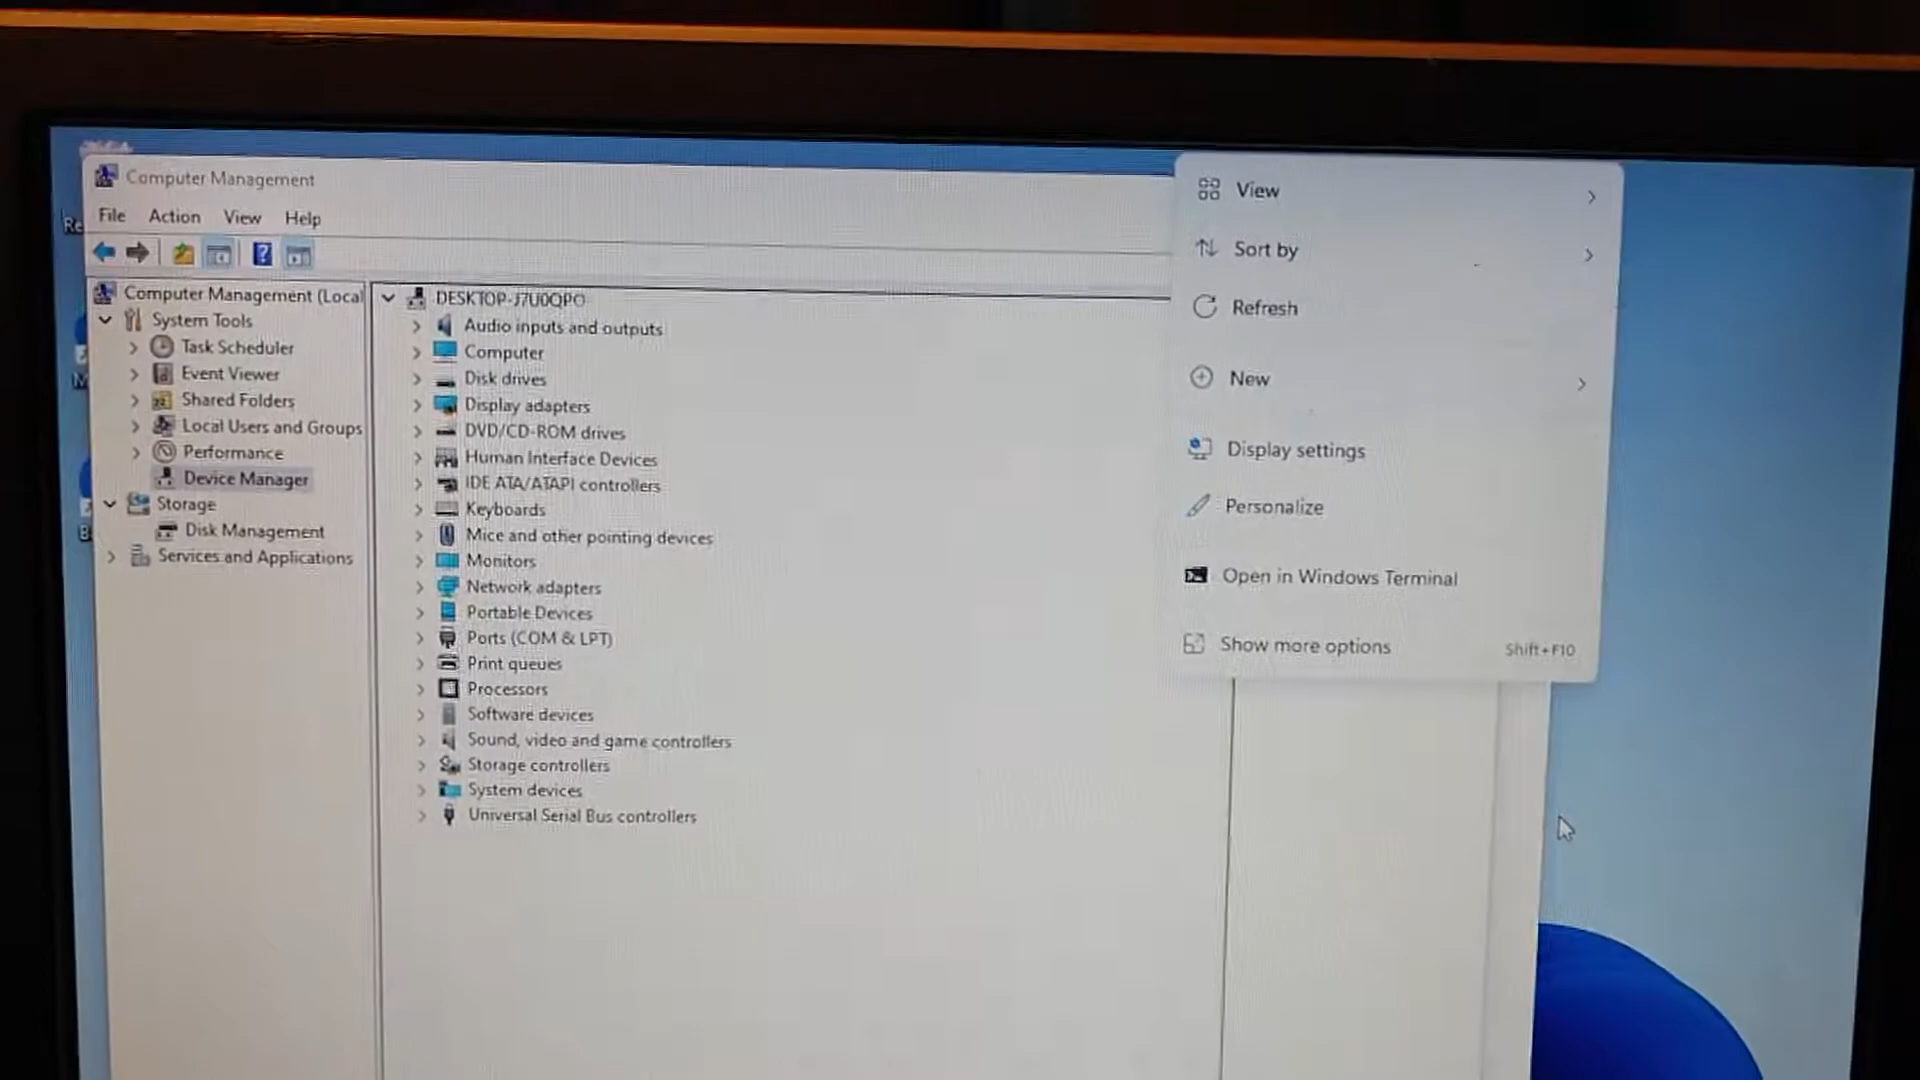 Computer Management
File Action View Help
Computer Management (Local
System Tools
Task Scheduler
Event Viewer
Shared Folders
Local Users and Groups
Performance
Device Manager
Storage
Disk Management
Services and Applications
DESKTOP-J7U0QPO
Audio inputs and outputs
Computer
Disk drives
Display adapters
DVD/CD-ROM drives
Human Interface Devices
IDE ATA/ATAPI controllers
Keyboards
Mice and other pointing devices
Monitors
Network adapters
Portable Devices
Ports (COM & LPT)
Print queues
Processors
Software devices
Sound, video and game controllers
Storage controllers
System devices
Universal Serial Bus controllers
View
Sort by
Refresh
New
Display settings
Personalize
Open in Windows Terminal
Show more options Shift+F10
Re